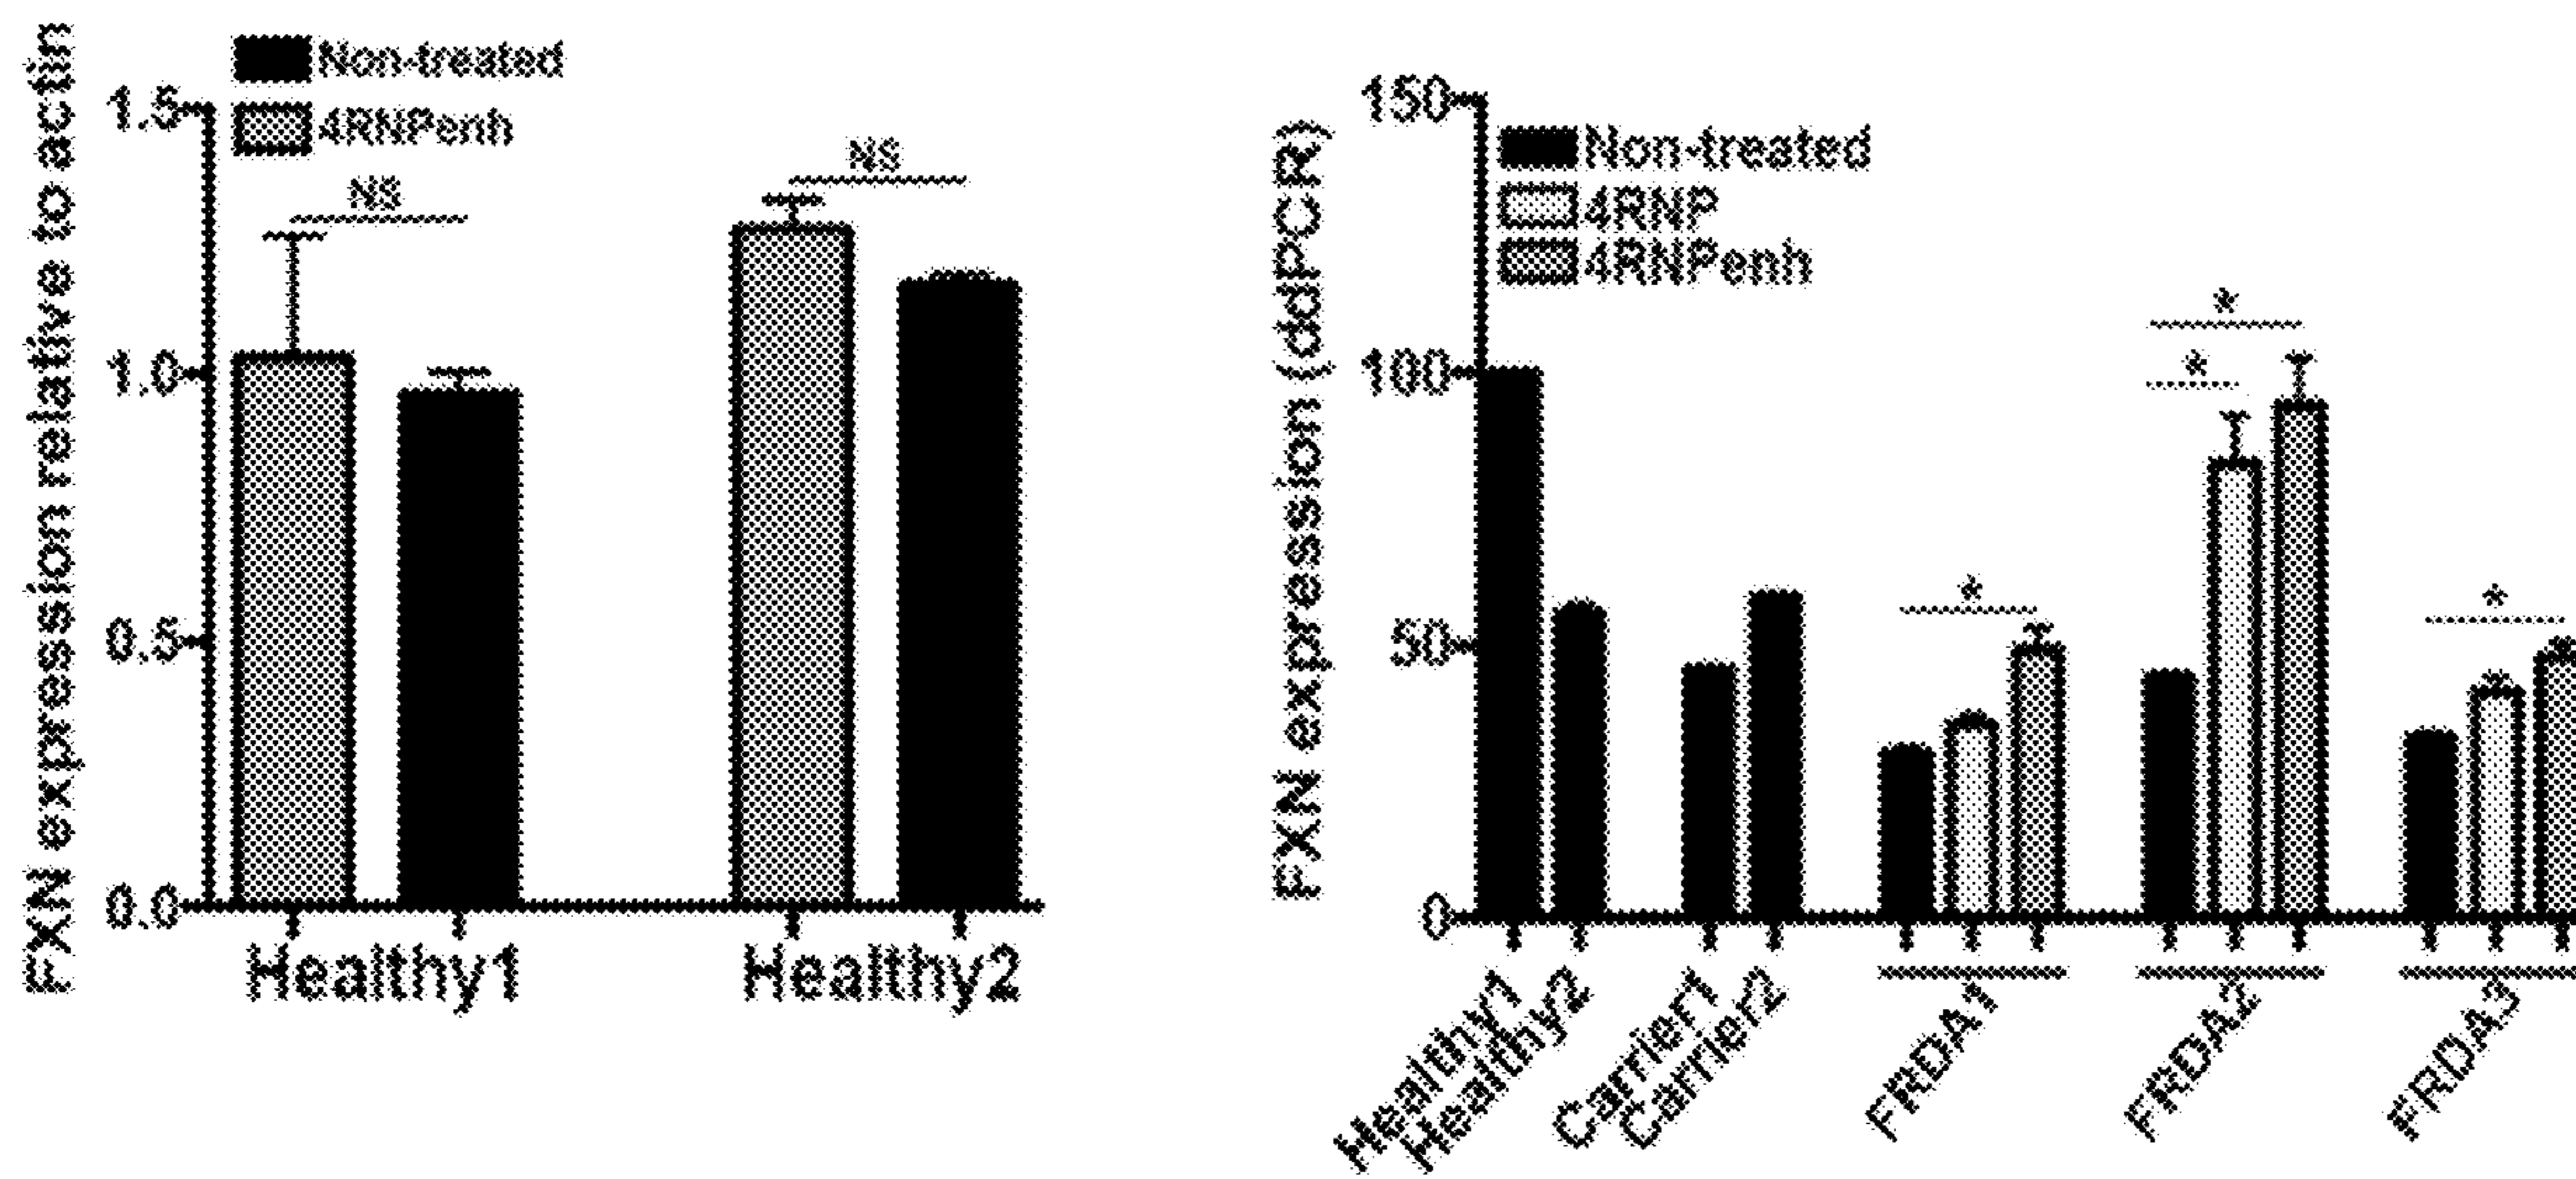 FXN expression relative to actin
Non-treated
4RNPenh
1.5
1.0
0.5
0.0
NS
NS
Healthy1
Healthy2
FXN expression (ddPCR)
150
100
50
0
Non-treated
4RNP
4RNPenh
*
*
*
*
Healthy1
Healthy2
Carrier1
Carrier2
FRDA1
FRDA2
FRDA3